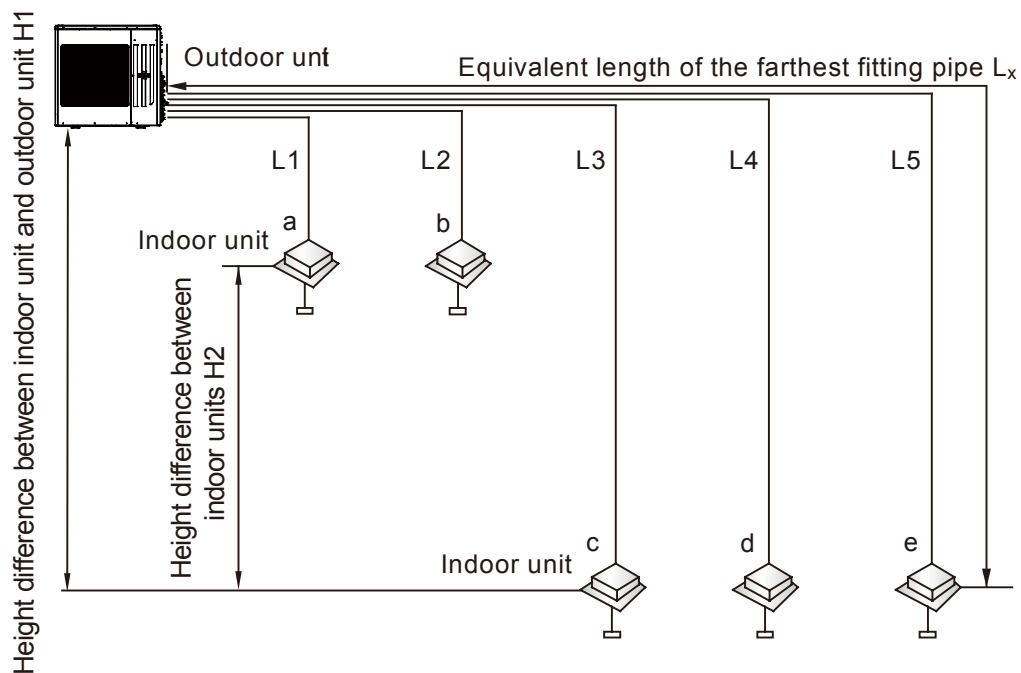 Height difference between indoor unit and outdoor unit H1
Outdoor unt
Equivalent length of the farthest fitting pipe Lx
L1
L2
L3
L4
L5
a
b
Indoor unit
Height difference between
indoor units H2
c
d
e
Indoor unit